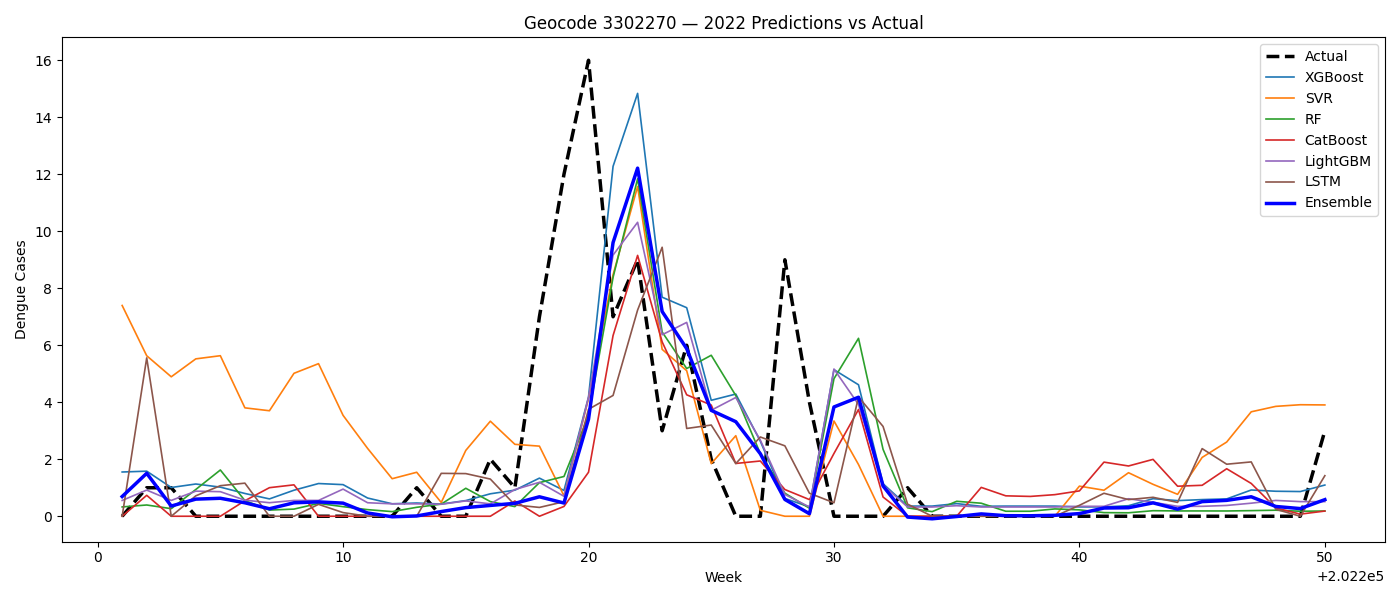 Geocode 3302270 — 2022 Predictions vs Actual
Dengue Cases
16
14
12
10
8
6
4
2
0
0
10
20
30
40
50
+2.022e5
Week
Actual
XGBoost
SVR
RF
CatBoost
LightGBM
LSTM
Ensemble